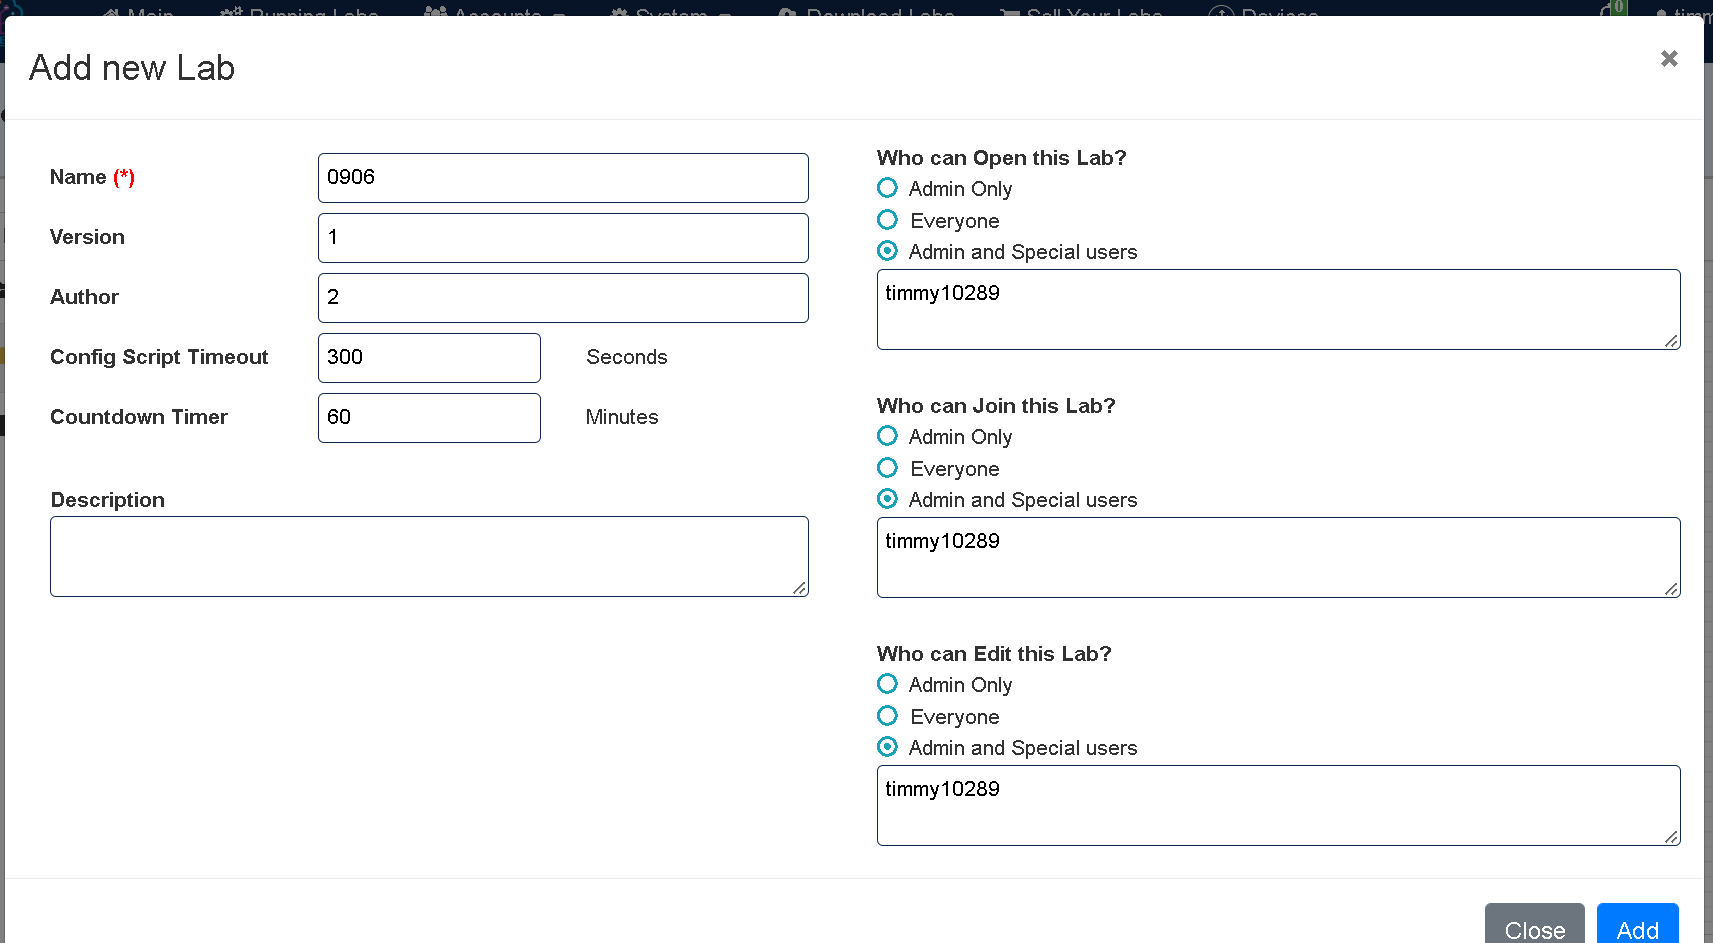 Main Running Labs Accounts System Download Labs Sell Your Labs Devices 0
Add new Lab
Name (*) 0906
Version 1
Author 2
Config Script Timeout 300 Seconds
Countdown Timer 60 Minutes
Description
Who can Open this Lab?
Admin Only
Everyone
Admin and Special users
timmy10289
Who can Join this Lab?
Admin Only
Everyone
Admin and Special users
timmy10289
Who can Edit this Lab?
Admin Only
Everyone
Admin and Special users
timmy10289
Close Add